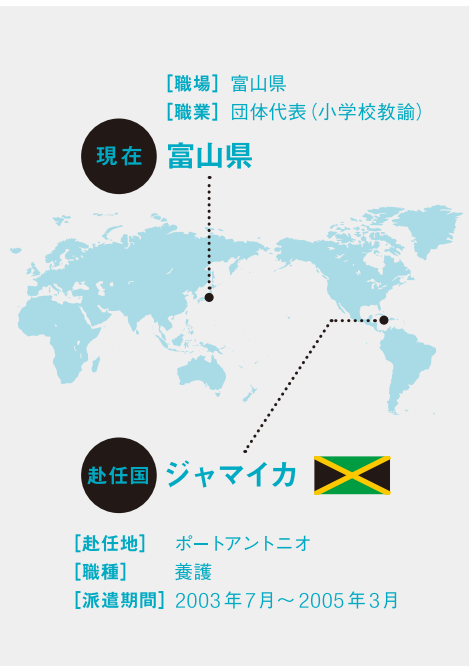 [職場] 富山県
[職業] 団体代表(小学校教諭)
現在 富山県
赴任国 ジャマイカ
[赴任地] ポートアントニオ
[職種] 養護
[派遣期間] 2003年7月〜2005年3月